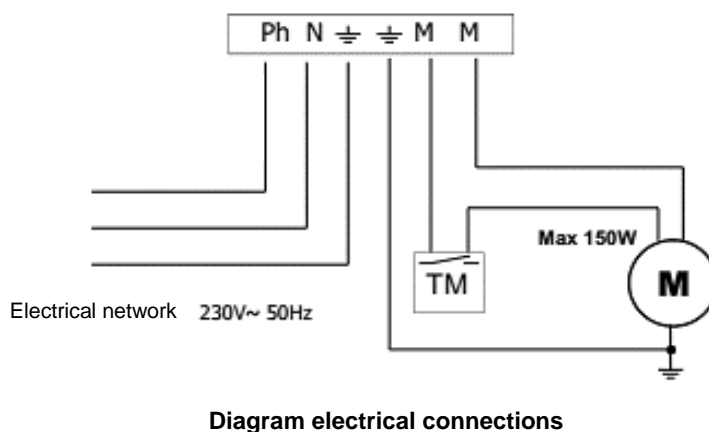 Ph N ⏚ ⏚ M M
Max 150W
TM
M
Electrical network 230V~ 50Hz
Diagram electrical connections